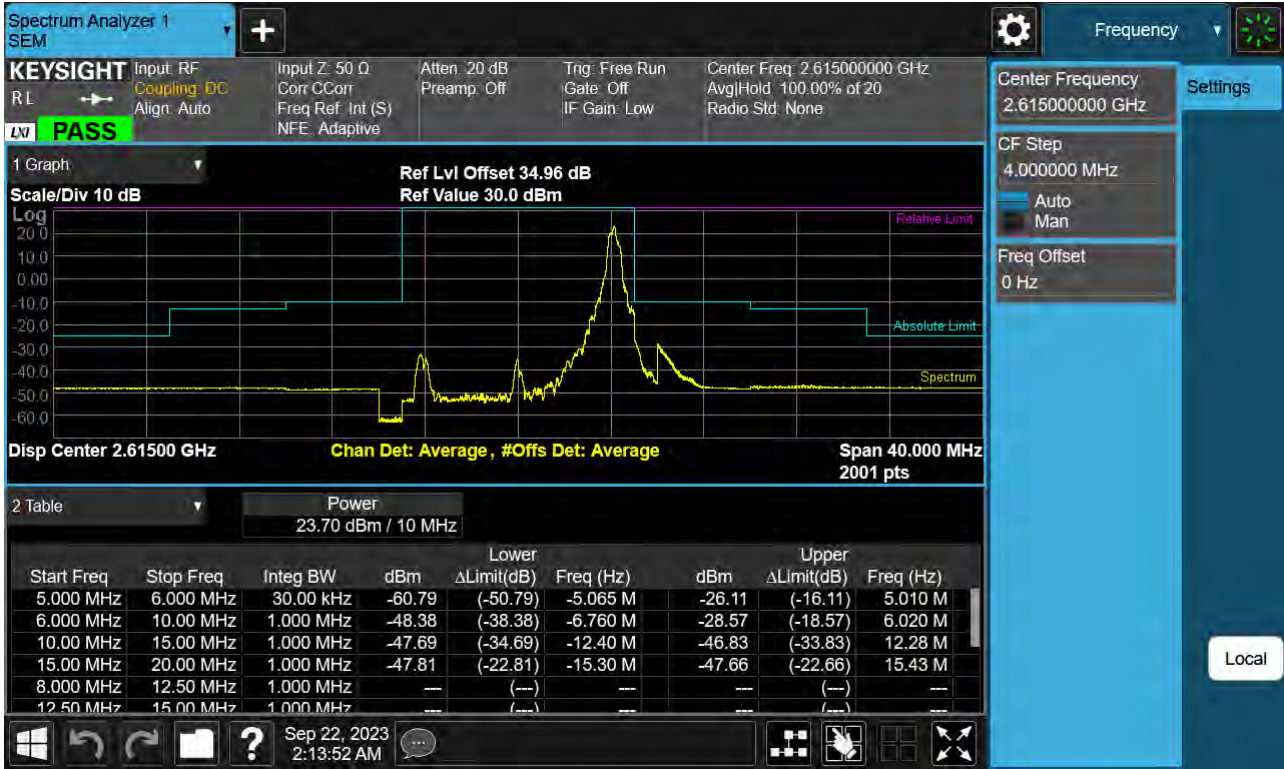 Spectrum Analyzer 1
SEM
Frequency
KEYSIGHT
R L
LXI
PASS
Input: RF
Coupling: DC
Align: Auto
Input Z: 50 Ω
Corr CCorr
Freq Ref: Int (S)
NFE: Adaptive
Atten: 20 dB
Preamp: Off
Trig: Free Run
Gate: Off
IF Gain: Low
Center Freq: 2.615000000 GHz
Avg|Hold: 100.00% of 20
Radio Std: None
Center Frequency
2.615000000 GHz
Settings
CF Step
4.000000 MHz
Auto
Man
Freq Offset
0 Hz
Local
1 Graph
Scale/Div 10 dB
Ref Lvl Offset 34.96 dB
Ref Value 30.0 dBm
Log
20.0
10.0
0.00
-10.0
-20.0
-30.0
-40.0
-50.0
-60.0
Relative Limit
Absolute Limit
Spectrum
Disp Center 2.61500 GHz
Chan Det: Average, #Offs Det: Average
Span 40.000 MHz
2001 pts
2 Table
Power
23.70 dBm / 10 MHz
Lower Upper
Start Freq Stop Freq Integ BW dBm ∆Limit(dB) Freq (Hz) dBm ∆Limit(dB) Freq (Hz)
5.000 MHz 6.000 MHz 30.00 kHz -60.79 (-50.79) -5.065 M -26.11 (-16.11) 5.010 M
6.000 MHz 10.00 MHz 1.000 MHz -48.38 (-38.38) -6.760 M -28.57 (-18.57) 6.020 M
10.00 MHz 15.00 MHz 1.000 MHz -47.69 (-34.69) -12.40 M -46.83 (-33.83) 12.28 M
15.00 MHz 20.00 MHz 1.000 MHz -47.81 (-22.81) -15.30 M -47.66 (-22.66) 15.43 M
8.000 MHz 12.50 MHz 1.000 MHz --- (---) --- --- (---) ---
12.50 MHz 15.00 MHz 1.000 MHz --- (---) --- --- (---) ---
Sep 22, 2023
2:13:52 AM